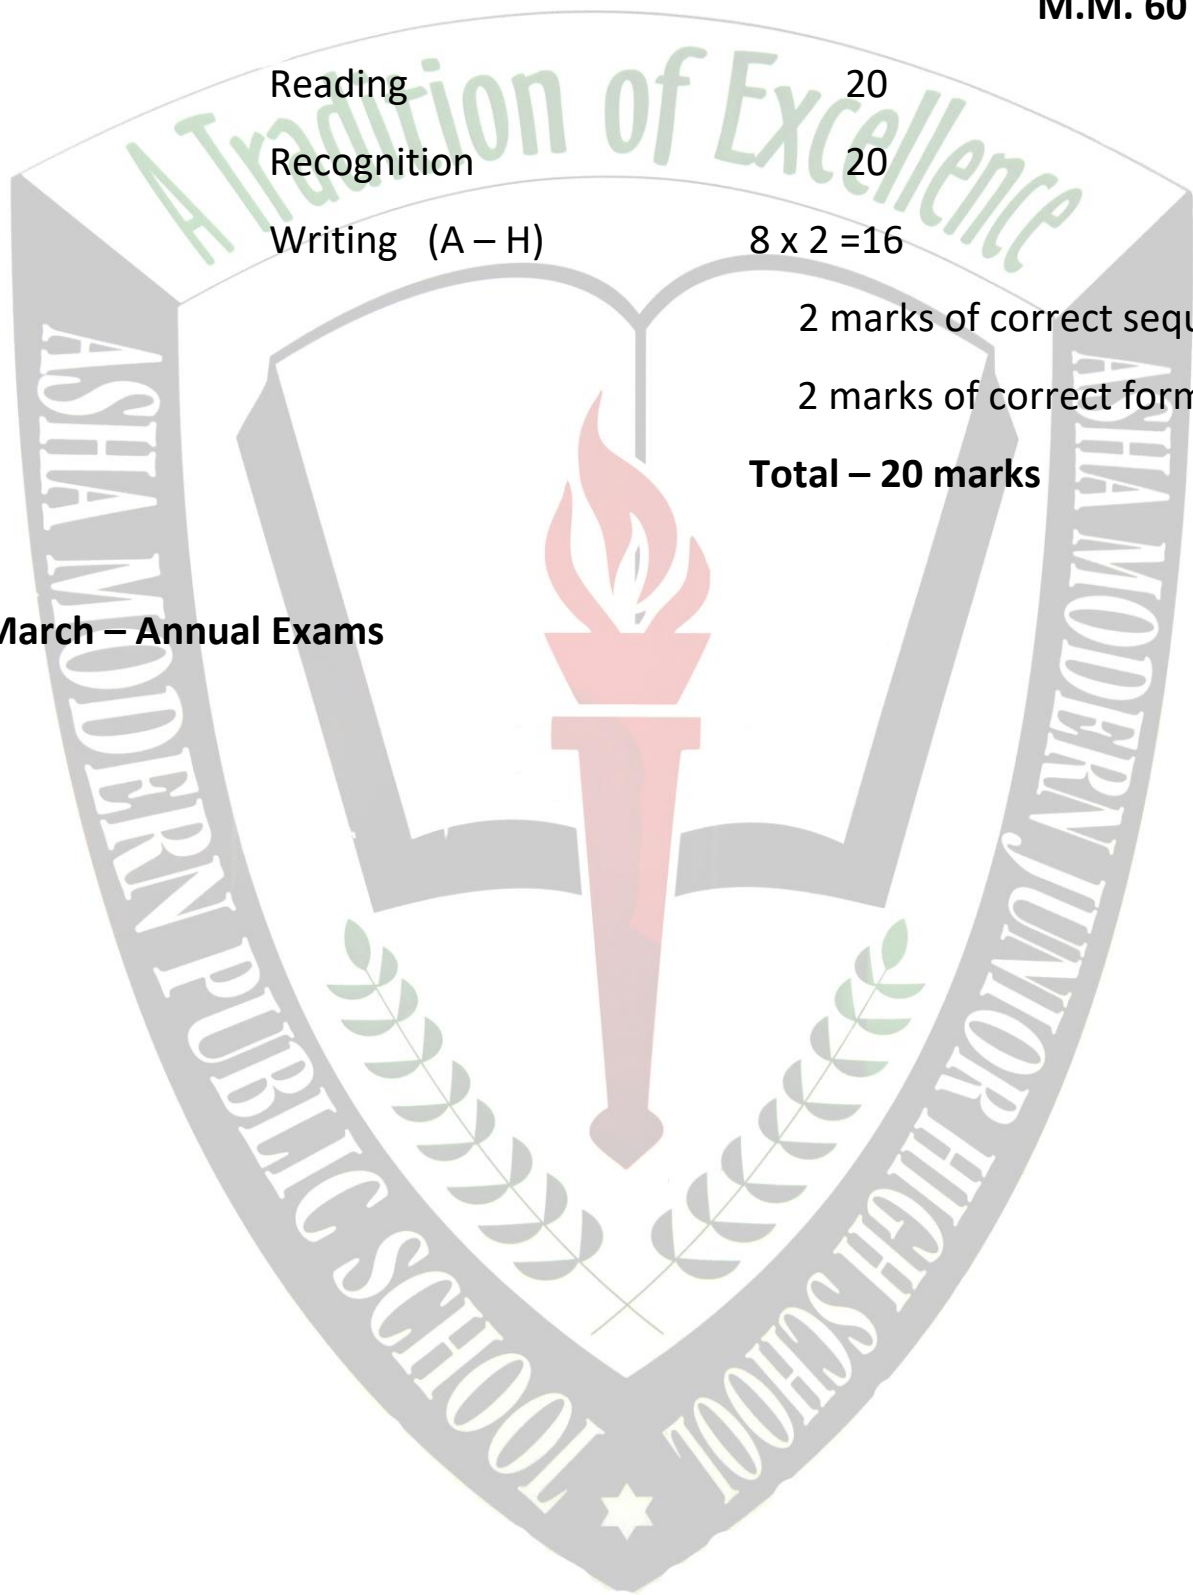 M.M. 60
A Tradition of Excellence
Reading 20
Recognition 20
Writing (A – H) 8 x 2 =16
2 marks of correct
2 marks of correct
Total – 20 marks
March – Annual Exams
ASHA MODERN PUBLIC SCHOOL
ASHA MODERN JUNIOR HIGH SCHOOL